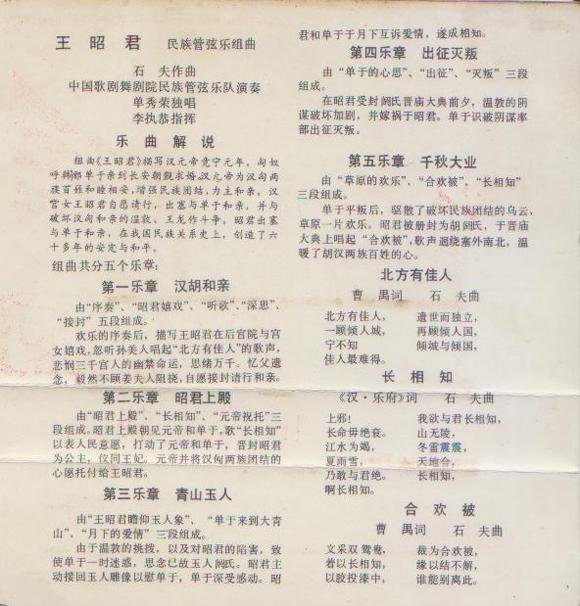 王昭君 民族管弦乐组曲
石夫作曲
中国歌剧舞剧院民族管弦乐队演奏
单秀荣独唱
李执恭指挥
乐曲解说
组曲《王昭君》描写汉元帝竟宁元年，匈奴
呼韩邪单于亲到长安朝觐求婚，汉元帝为汉匈两
族百姓和睦相安，增强民族团结，力主和亲。汉
宫女王昭君自愿请行，出塞与单于和亲，并与
破坏汉匈和亲的温敦、王龙作斗争。昭君出塞
与单于和亲，在我国民族关系史上，创造了六
十多年的安定与和平。
组曲共分五个乐章：
第一乐章 汉胡和亲
由“序奏”、“昭君嬉戏”、“听歌”、“深思”、
“接封”五段组成。
欢乐的序奏后，描写王昭君在后宫院与宫
女嬉戏，忽听孙美人唱起“北方有佳人”的歌声，
悲悯三千宫人的幽禁命运，思绪万千。忆父遗
念，毅然不顾姜夫人阻挠，自愿接封请行和亲。
第二乐章 昭君上殿
由“昭君上殿”、“长相知”、“元帝祝托”三
段组成。昭君上殿朝见元帝和单于，歌“长相知”
以表人民意愿，打动了元帝和单于，晋封昭君
为公主，仪同王妃。元帝并将汉匈两族团结的
心愿托付给王昭君。
第三乐章 青山玉人
由“王昭君瞻仰玉人象”、“单于来到大青
山”、“月下的爱情”三段组成。
由于温敦的挑拨，以及对昭君的陷害，致
使单于一时迷惑，思念已故玉人阏氏。昭君主
动接回玉人雕像以慰单于，单于深受感动。昭
君和单于于月下互诉爱情，遂成相知。
第四乐章 出征灭叛
由“单于的心思”、“出征”、“灭叛”三段
组成。
在昭君受封阏氏晋庙大典前夕，温敦的阴
谋破坏加剧，并嫁祸于昭君。单于识破阴谋率
部出征灭叛。
第五乐章 千秋大业
由“草原的欢乐”、“合欢被”、“长相知”
三段组成。
单于平叛后，驱散了破坏民族团结的乌云，
草原一片欢乐。昭君被册封为胡阏氏，于晋庙
大典上唱起“合欢被”，歌声迴绕塞外南北，温
暖了胡汉两族百姓的心。
北方有佳人
曹禺词 石夫曲
北方有佳人， 遗世而独立，
一顾倾人城， 再顾倾人国，
宁不知 倾城与倾国，
佳人最难得。
长相知
《汉·乐府》词 石夫曲
上邪！ 我欲与君长相知，
长命毋绝衰。 山无陵，
江水为竭， 冬雷震震，
夏雨雪， 天地合，
乃敢与君绝。 长相知，
啊长相知。
合欢被
曹禺词 石夫曲
文采双鸳鸯， 裁为合欢被，
着以长相知， 缘以结不解，
以胶投漆中， 谁能别离此。